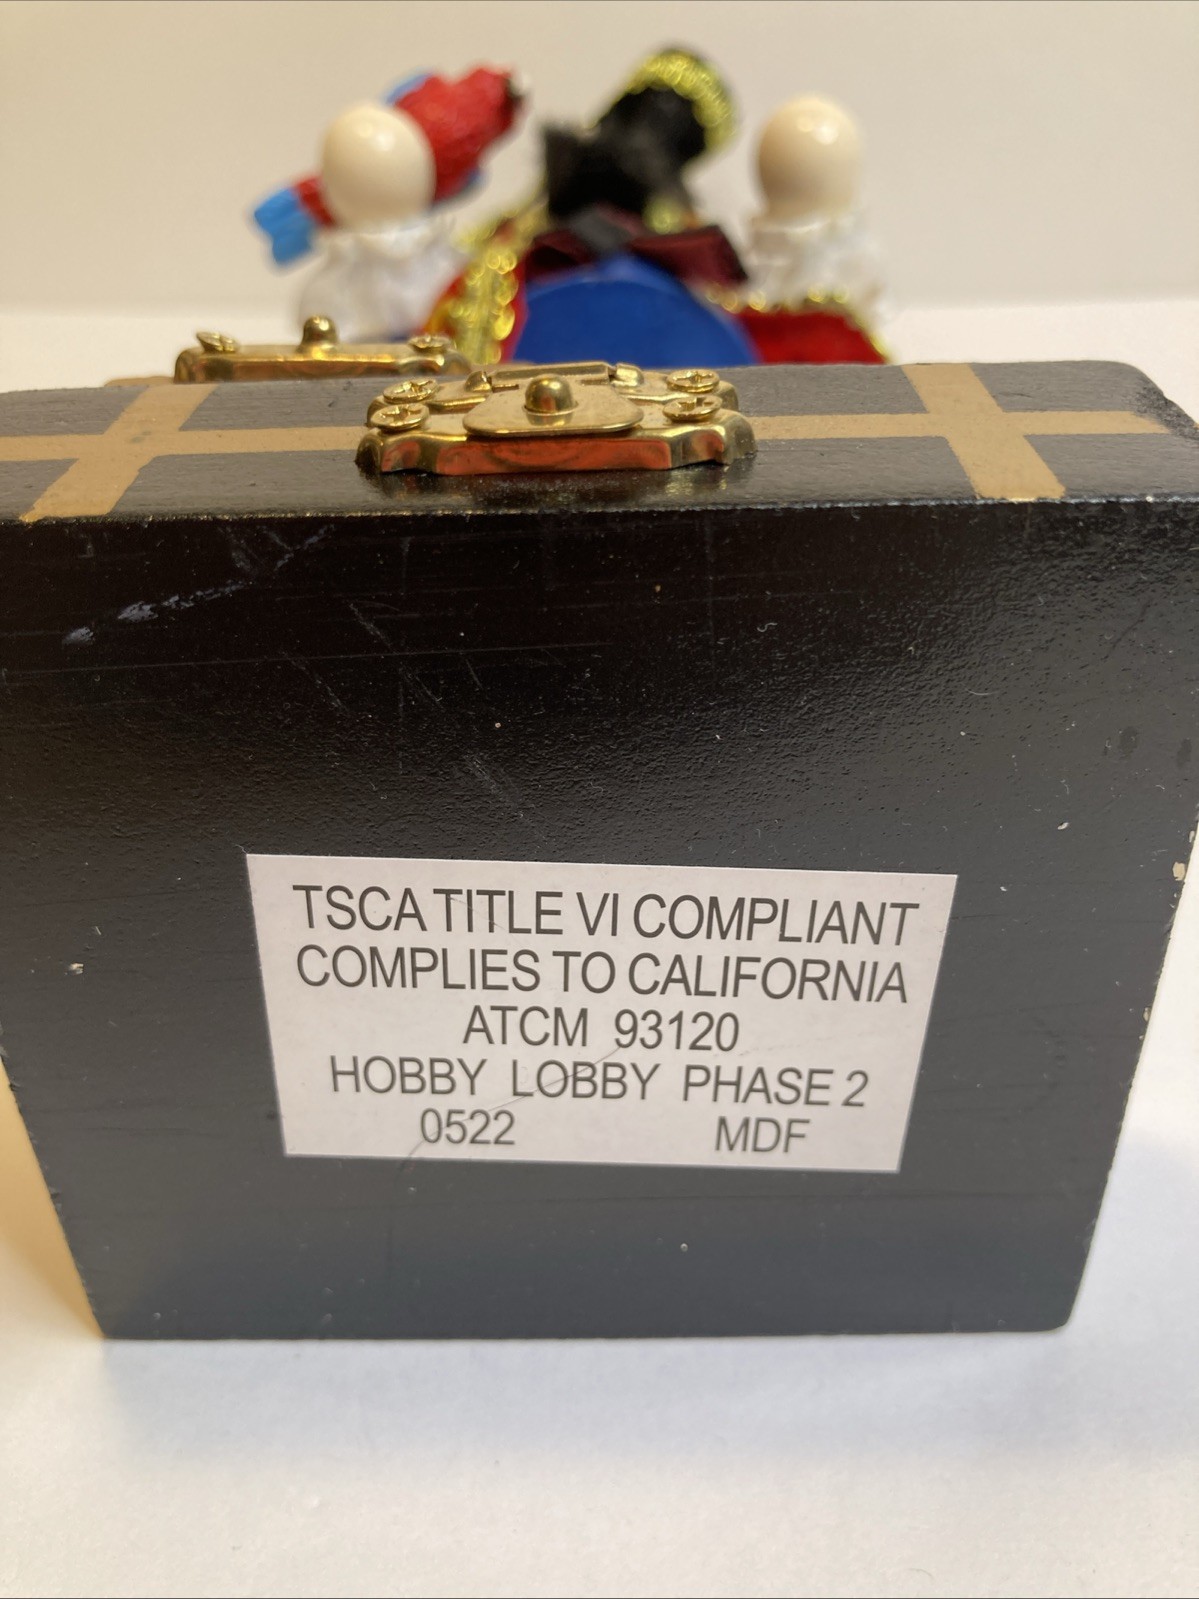 TSCA TITLE VI COMPLIANT
COMPLIES TO CALIFORNIA
ATCM 93120
HOBBY LOBBY PHASE 2
0522 MDF